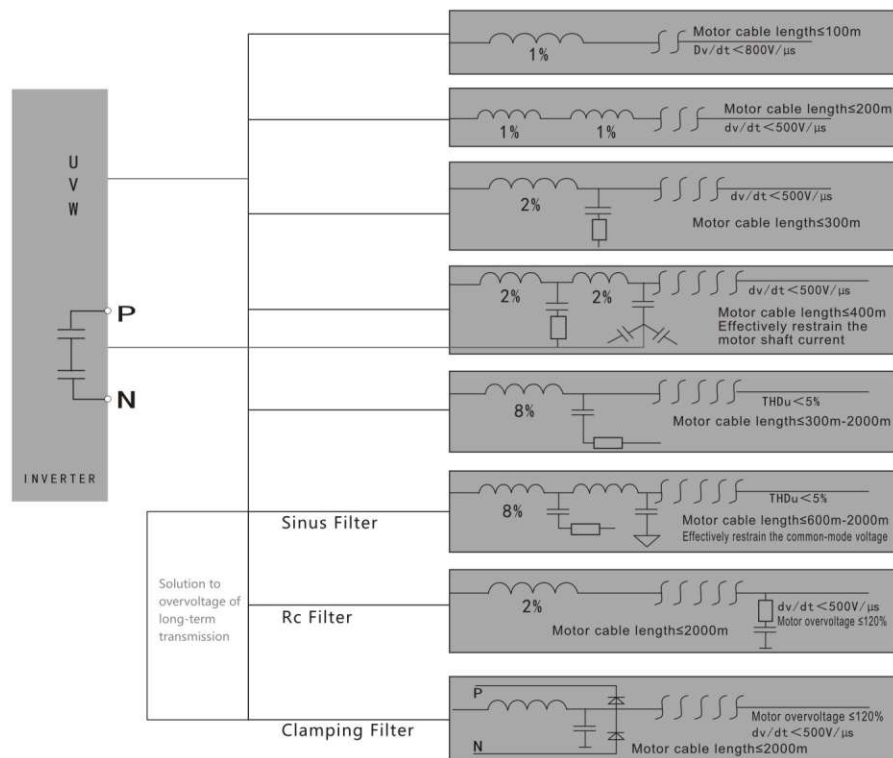 Motor cable length≤100m
Dv/dt<800V/μs
1%
Motor cable length≤200m
dv/dt<500V/μs
1%
1%
U
V
W
dv/dt<500V/μs
2%
Motor cable length≤300m
P
N
INVERTER
2%
2%
dv/dt<500V/μs
Motor cable length≤400m
Effectively restrain the
motor shaft current
8%
THDu<5%
Motor cable length≤300m-2000m
Sinus Filter
8%
THDu<5%
Motor cable length≤600m-2000m
Effectively restrain the common-mode voltage
Solution to
overvoltage of
long-term
transmission
Rc Filter
2%
dv/dt<500V/μs
Motor overvoltage ≤120%
Motor cable length≤2000m
Clamping Filter
P
N
Motor overvoltage ≤120%
dv/dt<500V/μs
Motor cable length≤2000m